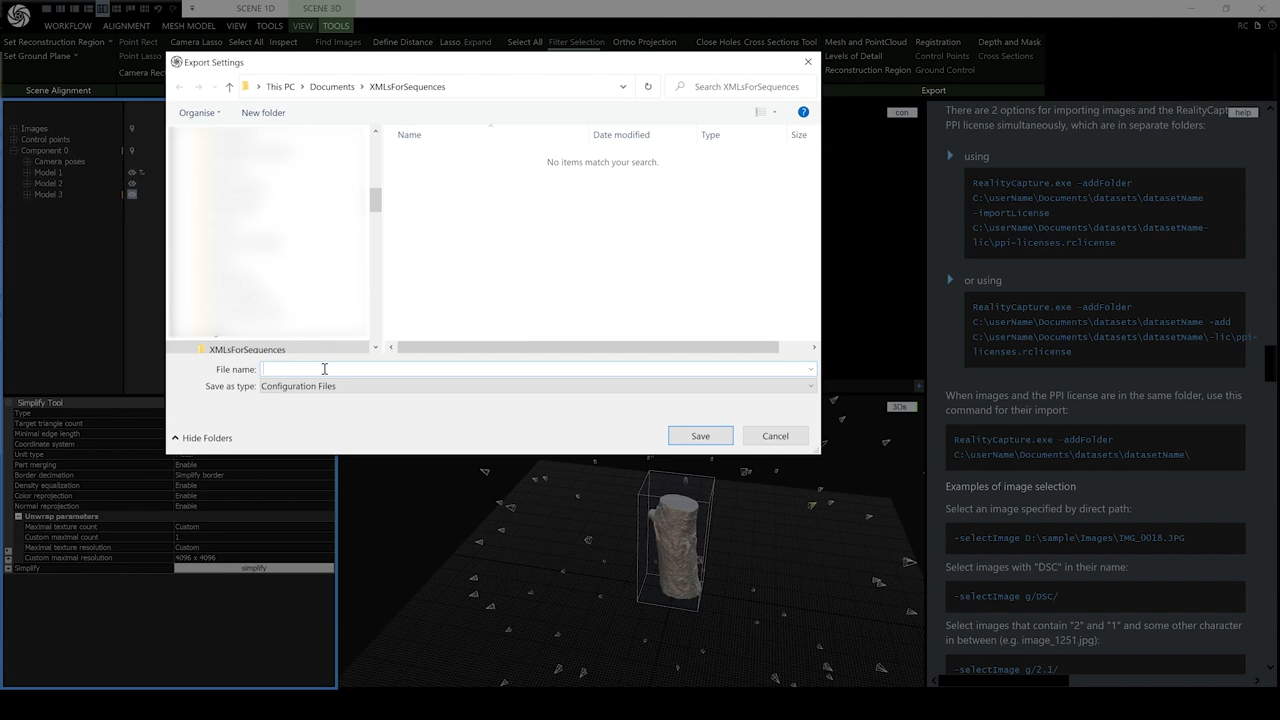 SCENE 1D SCENE 3D
WORKFLOW ALIGNMENT MESH MODEL VIEW TOOLS VIEW TOOLS
RC
Set Reconstruction Region Point Rect Camera Lasso Select All Inspect Find Images Define Distance Lasso Expand Select All Filter Selection Ortho Projection Close Holes Cross Sections Tool Mesh and PointCloud Registration Depth and Mask
Set Ground Plane Point Lasso Levels of Detail Control Points Cross Sections
Camera Rect Reconstruction Region Ground Control
Scene Alignment Export
Export Settings
This PC Documents XMLsForSequences
Search XMLsForSequences
Organise New folder
Name Date modified Type Size
No items match your search.
XMLsForSequences
File name:
Save as type: Configuration Files
Hide Folders
Save Cancel
Images
Control points
Component 0
Camera poses
Model 1
Model 2
Model 3
con
3Ds
Simplify Tool
Type
Target triangle count
Minimal edge length
Coordinate system
Unit type
Part merging Enable
Border decimation Simplify border
Density equalization Enable
Color reprojection Enable
Normal reprojection Enable
Unwrap parameters
Maximal texture count Custom
Custom maximal count 1
Maximal texture resolution Custom
Custom maximal resolution 4096 x 4096
Simplify simplify
help
There are 2 options for importing images and the RealityCapt
PPI license simultaneously, which are in separate folders:
using
RealityCapture.exe -addFolder
C:\userName\Documents\datasets\datasetName
-importLicense
C:\userName\Documents\datasets\datasetName-
lic\ppi-licenses.rclicense
or using
RealityCapture.exe -addFolder
C:\userName\Documents\datasets\datasetName -add
C:\userName\Documents\datasets\datasetName\-lic\ppi-
licenses.rclicense
When images and the PPI license are in the same folder, use this
command for their import:
RealityCapture.exe -addFolder
C:\userName\Documents\datasets\datasetName\
Examples of image selection
Select an image specified by direct path:
-selectImage D:\sample\Images\IMG_0018.JPG
Select images with "DSC" in their name:
-selectImage g/DSC/
Select images that contain "2" and "1" and some other character
in between (e.g. image_1251.jpg):
-selectImage g/2.1/